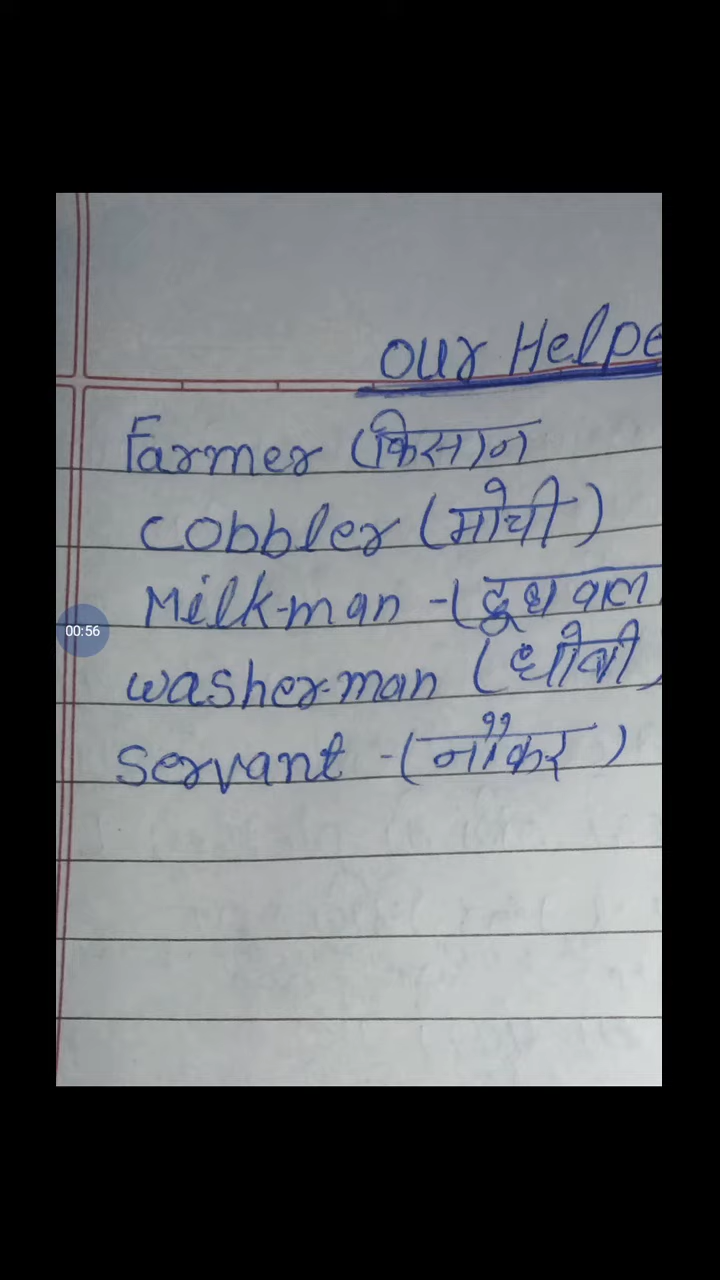 Our Helpe
Farmer (किसान
Cobbler (मोची)
Milk-man -(दूध वाल
00:56
washer-man (धोबी)
Servant -(नौकर)